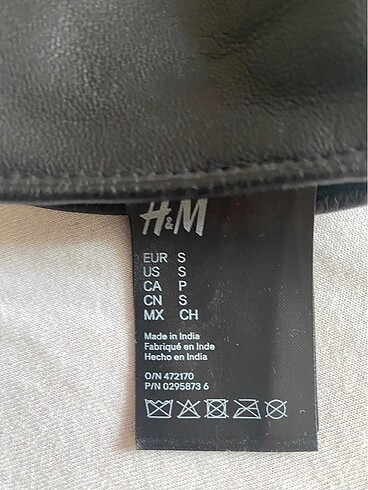 H&M
EUR S
US S
CA P
CN S
MX CH
Made in India
Fabriqué en Inde
Hecho en India
O/N 472170
P/N 0295873 6